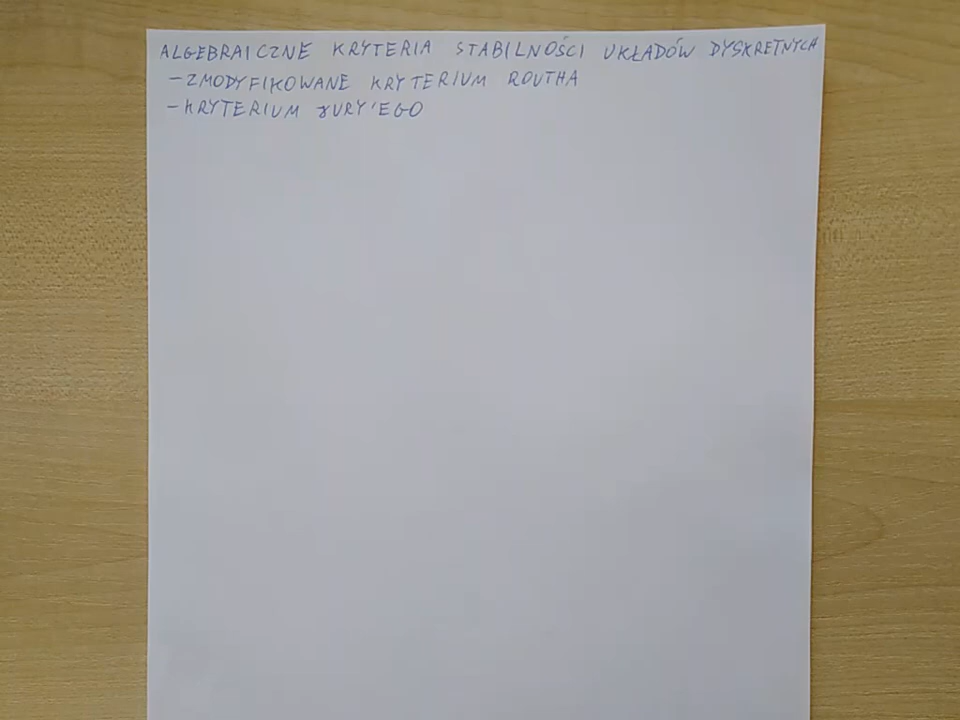 ALGEBRAICZNE KRYTERIA STABILNOŚCI UKŁADÓW DYSKRETNYCH
- ZMODYFIKOWANE KRYTERIUM ROUTHA
- KRYTERIUM JURY'EGO